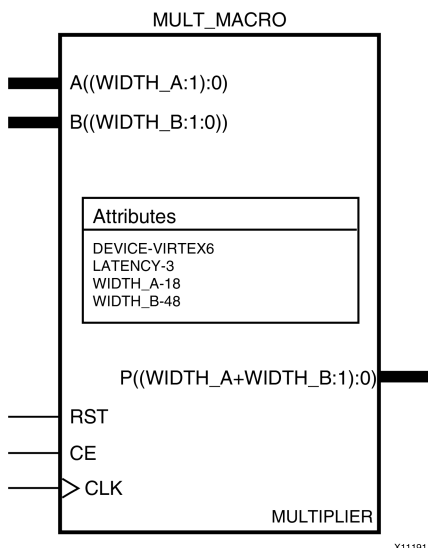 MULT_MACRO
A((WIDTH_A:1):0)
B((WIDTH_B:1:0))
Attributes
DEVICE-VIRTEX6
LATENCY-3
WIDTH_A-18
WIDTH_B-48
P((WIDTH_A+WIDTH_B:1):0)
RST
CE
CLK
MULTIPLIER
X11191